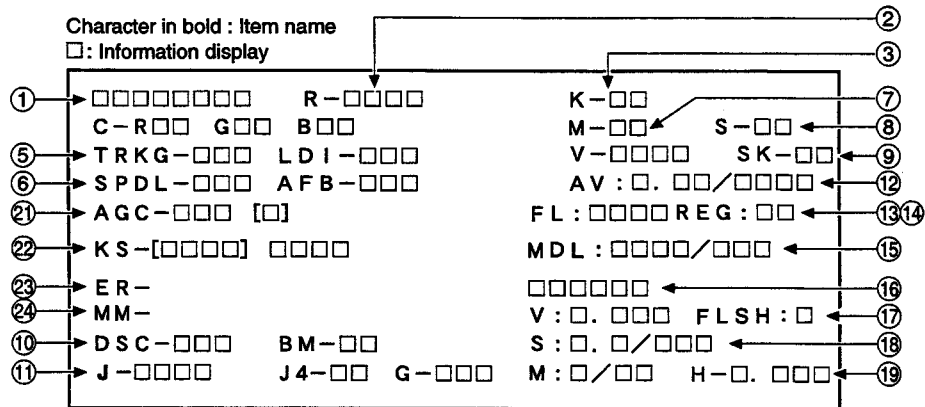 Character in bold : Item name
□ : Information display
② 
③
① □□□□□□□□ R-□□□□ K-□□
C-R□□ G□□ B□□ M-□□ ⑦ S-□□ ⑧
⑤ TRKG-□□□ LDI-□□□ V-□□□□ SK-□□ ⑨
⑥ SPDL-□□□ AFB-□□□ AV:□.□□/□□□□ ⑫
㉑ AGC-□□□ [□] FL:□□□□REG:□□ ⑬⑭
㉒ KS-[□□□□] □□□□ MDL:□□□□/□□□ ⑮
㉓ ER- □□□□□□ ⑯
㉔ MM- V:□.□□□ FLSH:□ ⑰
⑩ DSC-□□□ BM-□□ S:□.□/□□□ ⑱
⑪ J-□□□□ J4-□□ G-□□□ M:□/□□ H-□.□□□ ⑲